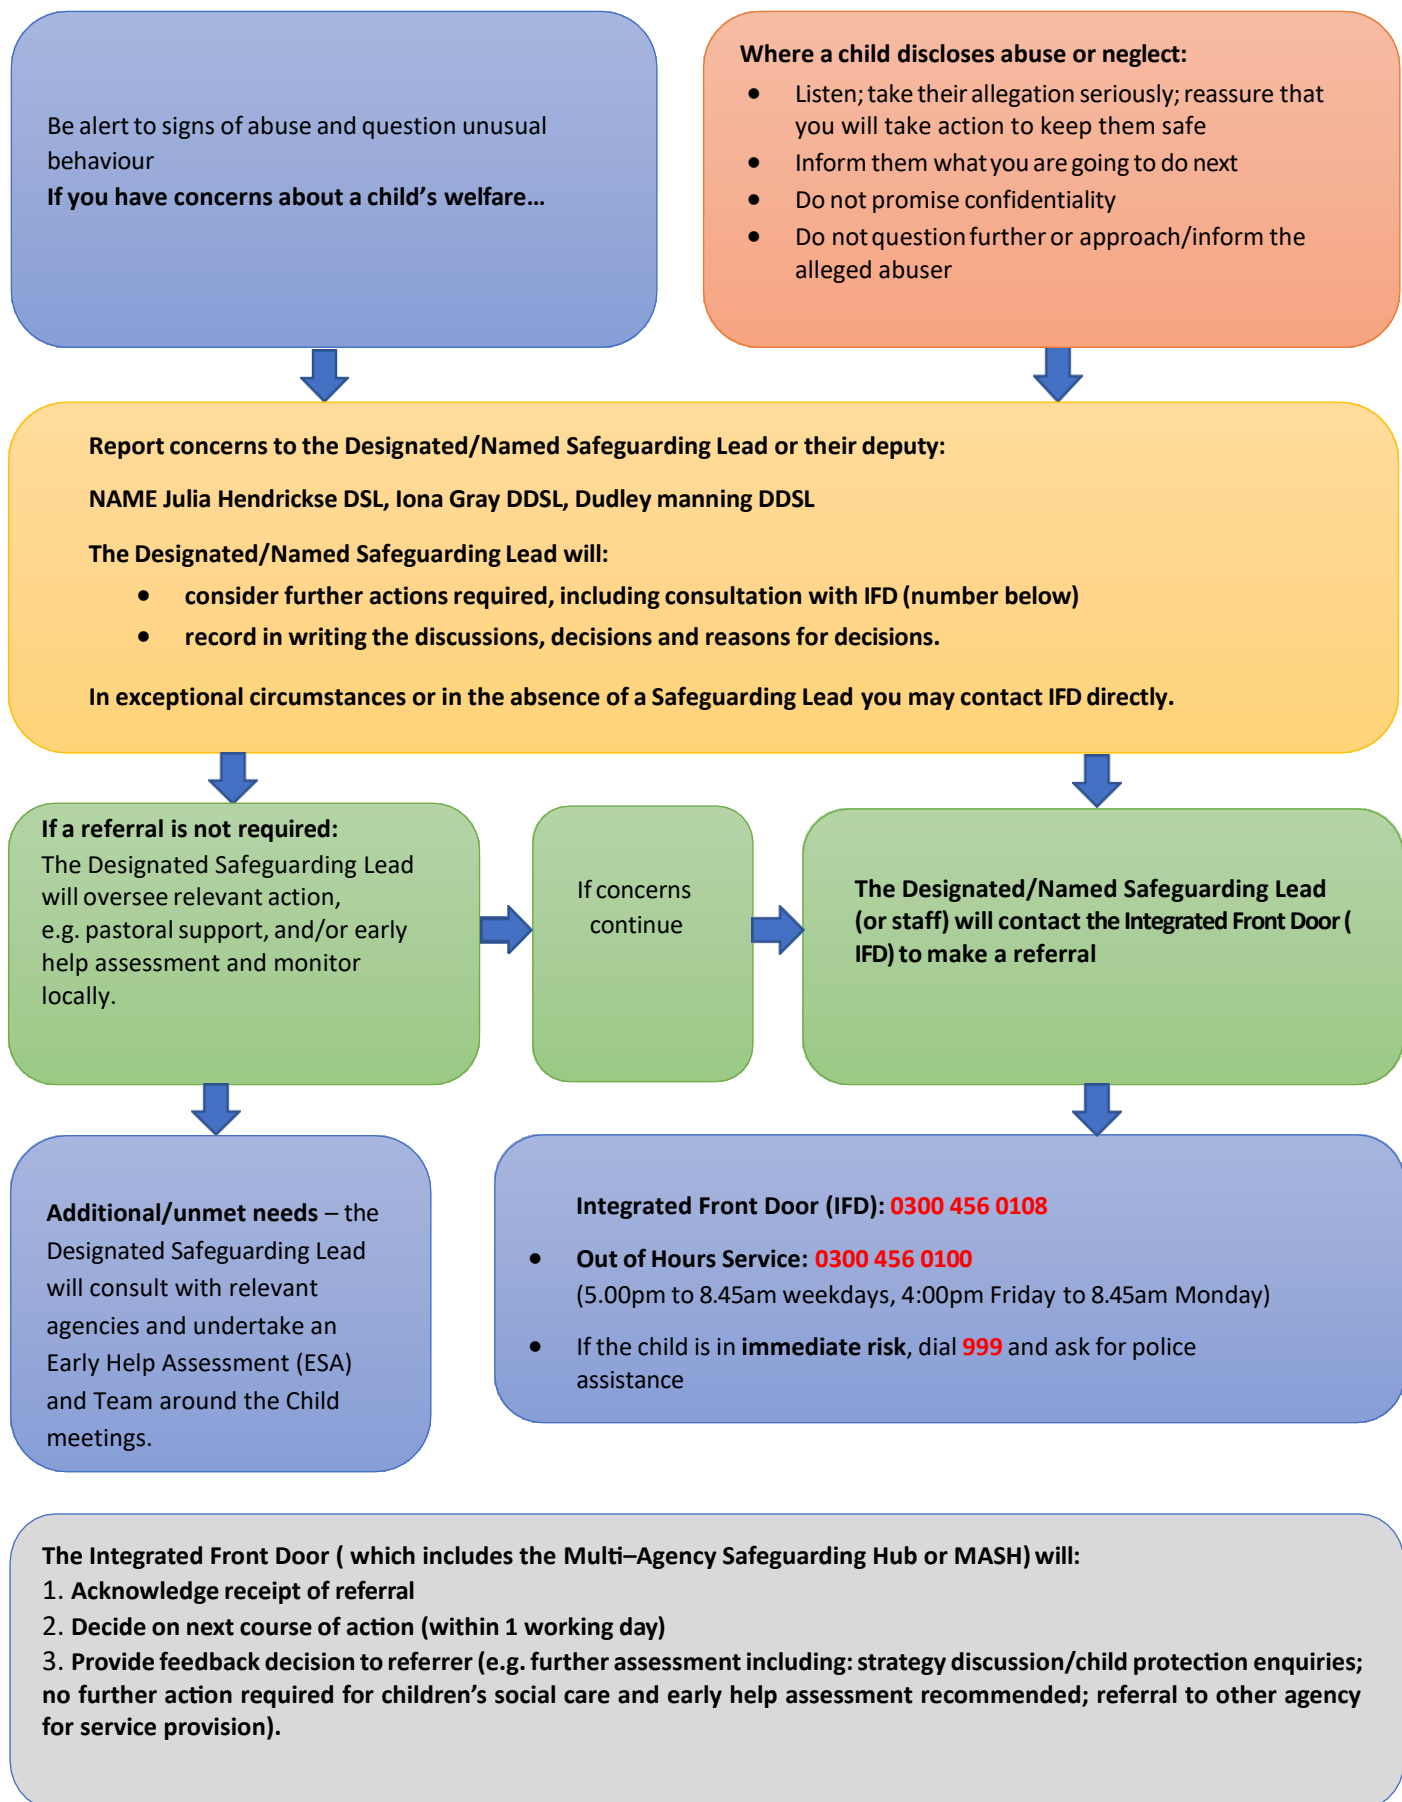 Be alert to signs of abuse and question unusual
behaviour
If you have concerns about a child's welfare…
Where a child discloses abuse or neglect:
• Listen; take their allegation seriously; reassure that
you will take action to keep them safe
• Inform them what you are going to do next
• Do not promise confidentiality
• Do not question further or approach/inform the
alleged abuser
Report concerns to the Designated/Named Safeguarding Lead or their deputy:
NAME Julia Hendrickse DSL, Iona Gray DDSL, Dudley manning DDSL
The Designated/Named Safeguarding Lead will:
• consider further actions required, including consultation with IFD (number below)
• record in writing the discussions, decisions and reasons for decisions.
In exceptional circumstances or in the absence of a Safeguarding Lead you may contact IFD directly.
If a referral is not required:
The Designated Safeguarding Lead
will oversee relevant action,
e.g. pastoral support, and/or early
help assessment and monitor
locally.
If concerns
continue
The Designated/Named Safeguarding Lead
(or staff) will contact the Integrated Front Door (
IFD) to make a referral
Additional/unmet needs – the
Designated Safeguarding Lead
will consult with relevant
agencies and undertake an
Early Help Assessment (ESA)
and Team around the Child
meetings.
Integrated Front Door (IFD): 0300 456 0108
• Out of Hours Service: 0300 456 0100
(5.00pm to 8.45am weekdays, 4:00pm Friday to 8.45am Monday)
• If the child is in immediate risk, dial 999 and ask for police
assistance
The Integrated Front Door ( which includes the Multi–Agency Safeguarding Hub or MASH) will:
1. Acknowledge receipt of referral
2. Decide on next course of action (within 1 working day)
3. Provide feedback decision to referrer (e.g. further assessment including: strategy discussion/child protection enquiries;
no further action required for children's social care and early help assessment recommended; referral to other agency
for service provision).